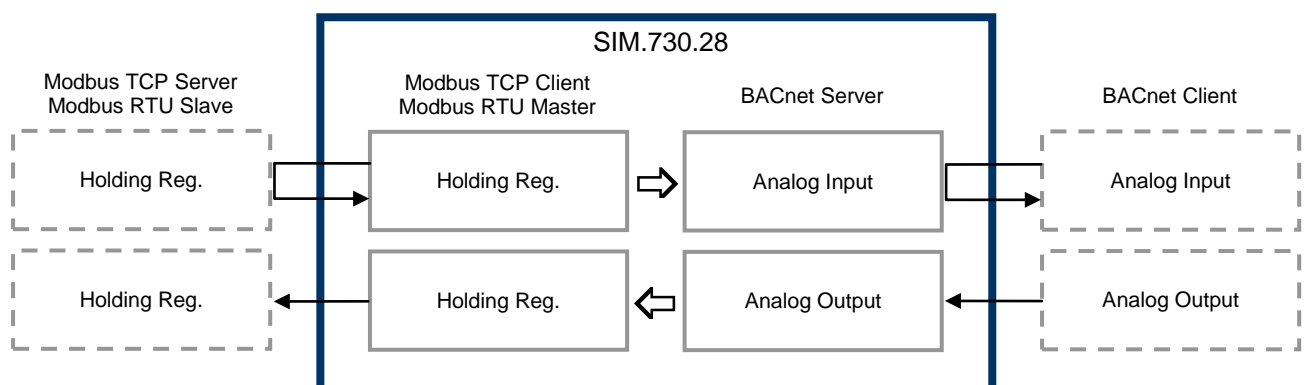 SIM.730.28
Modbus TCP Server
Modbus RTU Slave
Modbus TCP Client
Modbus RTU Master
BACnet Server
BACnet Client
Holding Reg.
Holding Reg.
Analog Input
Analog Input
Holding Reg.
Holding Reg.
Analog Output
Analog Output